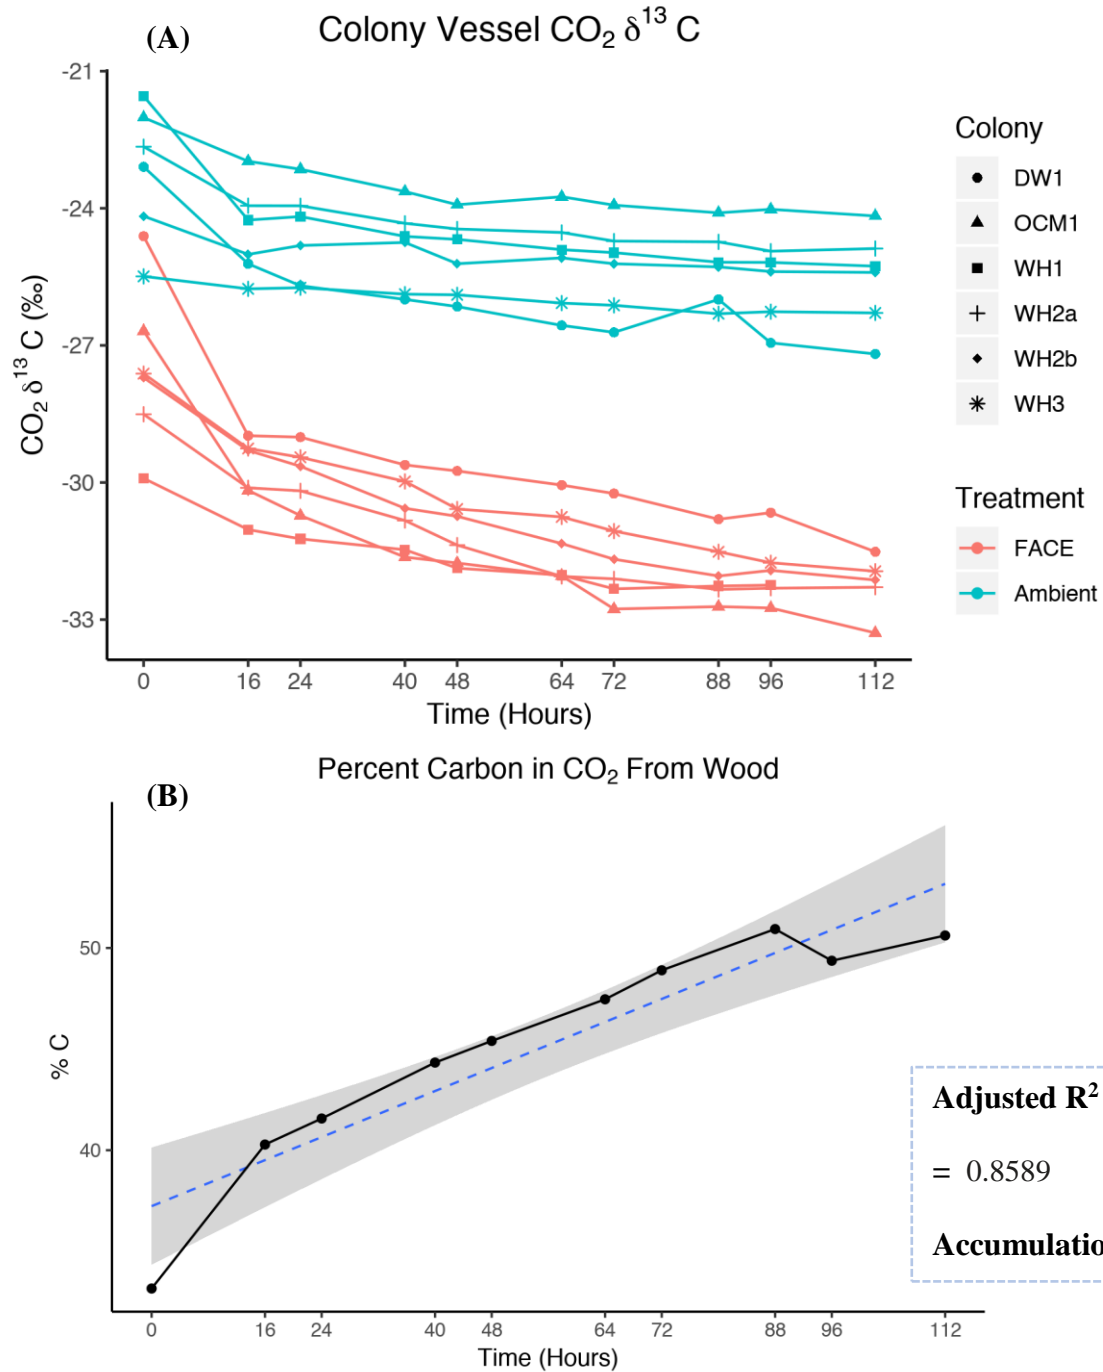 (A)
Colony Vessel CO₂ δ¹³ C
CO₂ δ¹³ C (‰)
-21
-24
-27
-30
-33
0 16 24 40 48 64 72 88 96 112
Time (Hours)
Colony
DW1
OCM1
WH1
WH2a
WH2b
WH3
Treatment
FACE
Ambient
Percent Carbon in CO₂ From Wood
(B)
% C
50
40
0 16 24 40 48 64 72 88 96 112
Time (Hours)
Adjusted R²
= 0.8589
Accumulatio